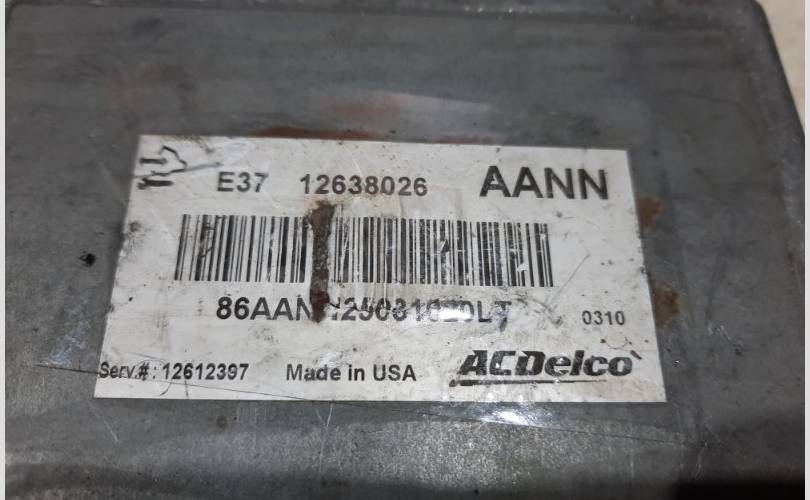 E37 12638026 AANN
0310
Serv.#: 12612397 Made in USA ACDelco